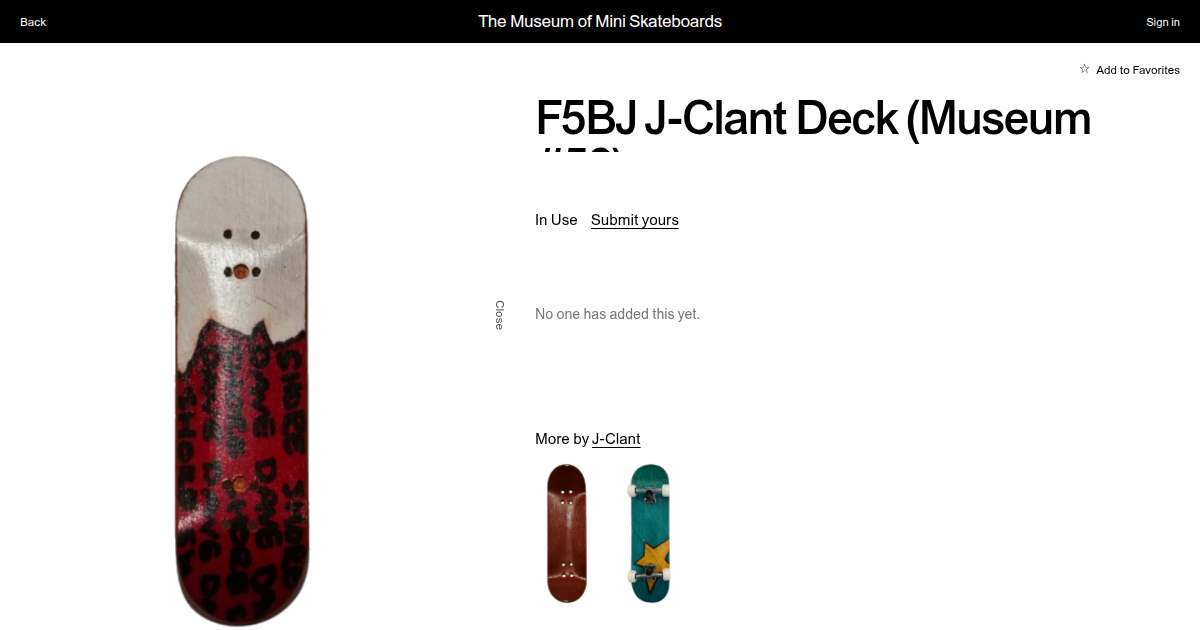 Back
The Museum of Mini Skateboards
Sign in
☆ Add to Favorites
F5BJ J-Clant Deck (Museum
In Use Submit yours
Close
No one has added this yet.
More by J-Clant